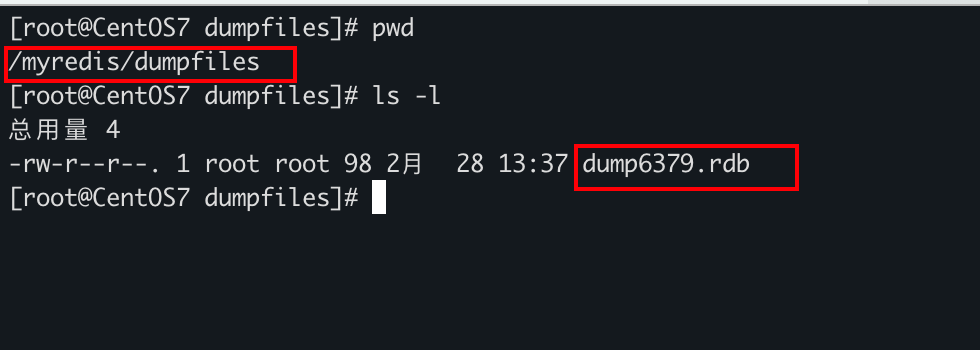 [root@CentOS7 dumpfiles]# pwd
/myredis/dumpfiles
[root@CentOS7 dumpfiles]# ls -l
总用量 4
-rw-r--r--. 1 root root 98 2月  28 13:37 dump6379.rdb
[root@CentOS7 dumpfiles]#